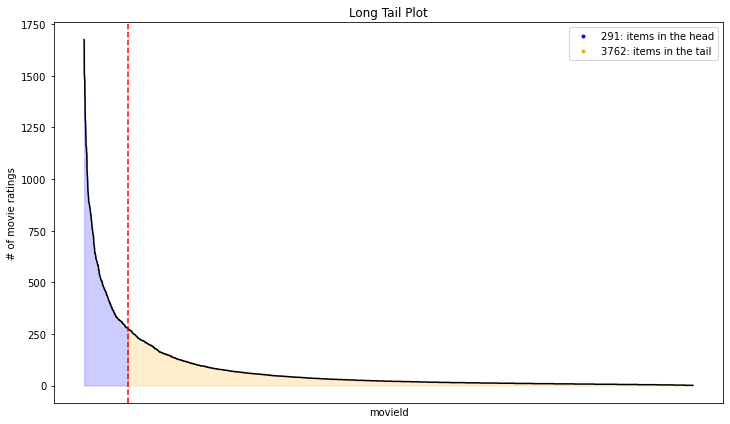 Long Tail Plot
291: items in the head
3762: items in the tail
1750
1500
1250
1000
750
500
250
0
# of movie ratings
movieId